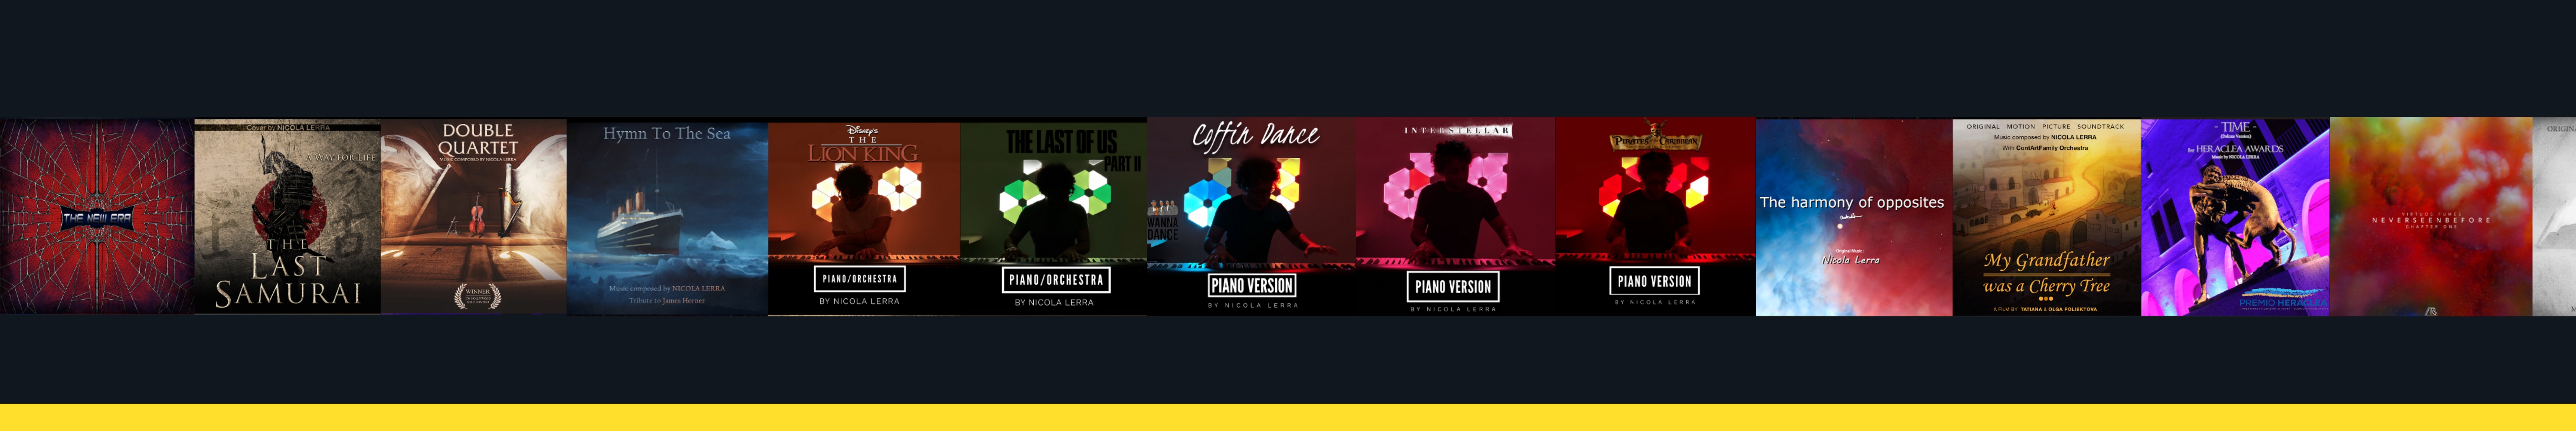 THE NEW ERA
Cover by NICOLA LERRA
A WAY FOR LIFE
THE
LAST
SAMURAI
DOUBLE
QUARTET
MUSIC COMPOSED BY NICOLA LERRA
WINNER
Hymn To The Sea
Music composed by NICOLA LERRA
Tribute to James Horner
Disney's
THE
LION KING
PIANO/ORCHESTRA
BY NICOLA LERRA
THE LAST OF US
PART II
PIANO/ORCHESTRA
BY NICOLA LERRA
Coffin Dance
WANNA
DANCE
PIANO VERSION
BY NICOLA LERRA
INTERSTELLAR
PIANO VERSION
BY NICOLA LERRA
PIRATES of the CARIBBEAN
PIANO VERSION
BY NICOLA LERRA
The harmony of opposites
Original Music :
Nicola Lerra
ORIGINAL MOTION PICTURE SOUNDTRACK
Music composed by NICOLA LERRA
With ContArtFamily Orchestra
My Grandfather
was a Cherry Tree
A FILM BY TATIANA & OLGA POLIEKTOVA
- TIME -
(Deluxe Version)
for HERACLEA AWARDS
Music by NICOLA LERRA
PREMIO HERACLEA
VIRTUOS PANEL
NEVERSEENBEFORE
CHAPTER ONE